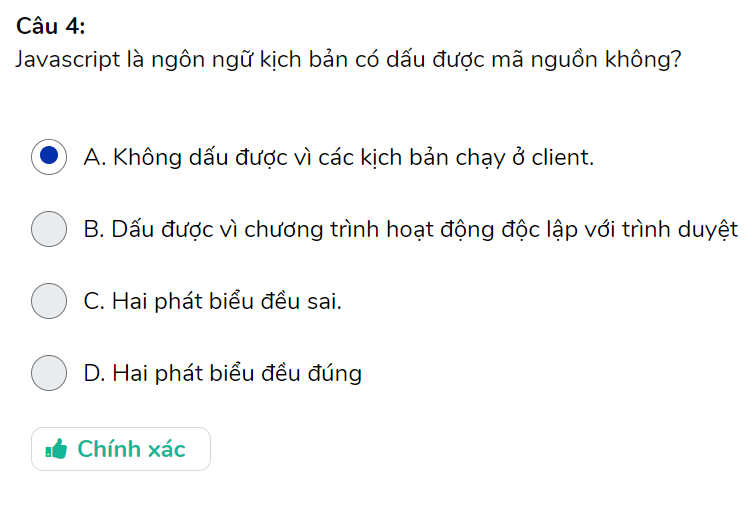 Câu 4:
Javascript là ngôn ngữ kịch bản có dấu được mã nguồn không?
A. Không dấu được vì các kịch bản chạy ở client.
B. Dấu được vì chương trình hoạt động độc lập với trình duyệt
C. Hai phát biểu đều sai.
D. Hai phát biểu đều đúng
Chính xác